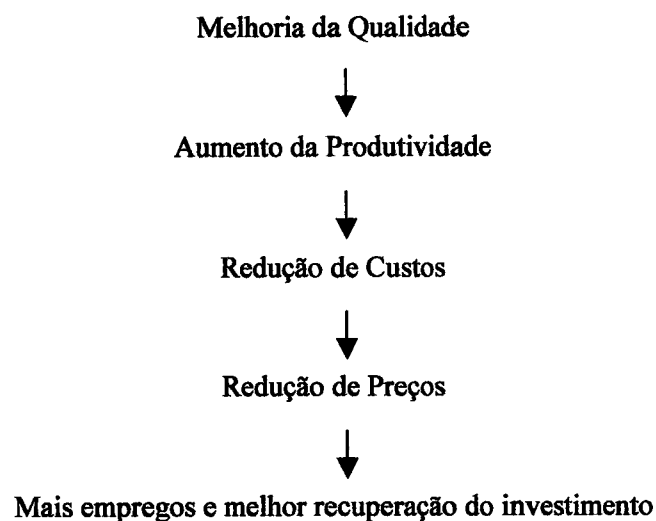 Melhoria da Qualidade
Aumento da Produtividade
Redução de Custos
Redução de Preços
Mais empregos e melhor recuperação do investimento